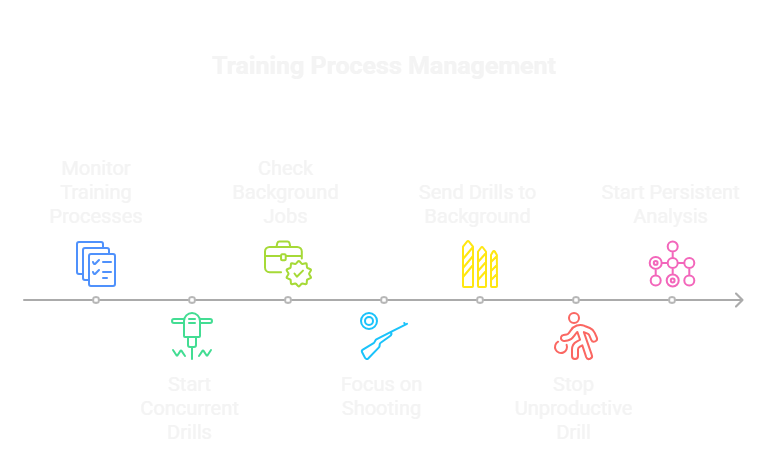 Training Process Management
Monitor
Training
Processes
Start
Concurrent
Drills
Check
Background
Jobs
Focus on
Shooting
Send Drills to
Background
Stop
Unproductive
Drill
Start Persistent
Analysis